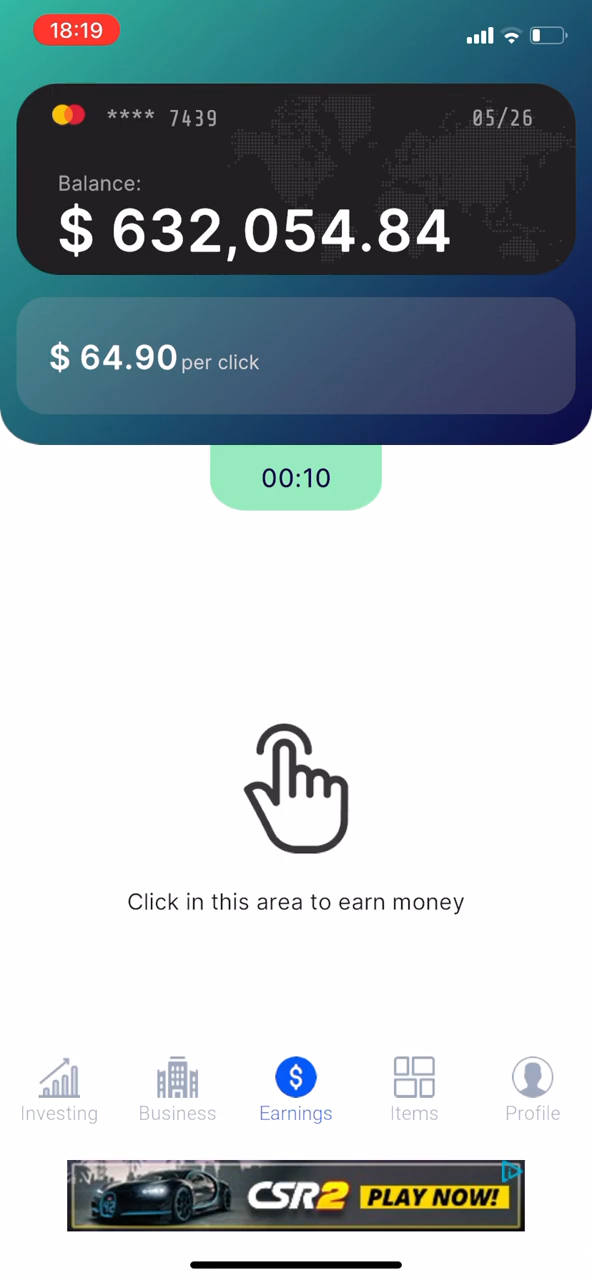 18:19
**** 7439
05/26
Balance:
$ 632,054.84
$ 64.90 per click
00:10
Click in this area to earn money
Investing
Business
Earnings
Items
Profile
CSR2 PLAY NOW!